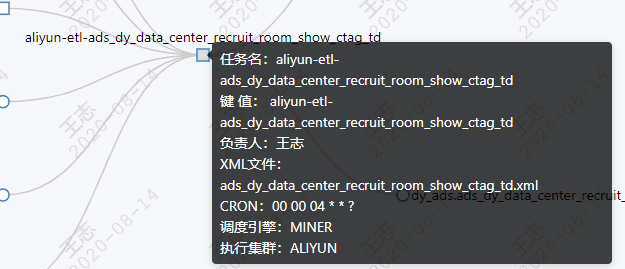 aliyun-etl-ads_dy_data_center_recruit_room_show_ctag_td
任务名：aliyun-etl-
ads_dy_data_center_recruit_room_show_ctag_td
键 值： aliyun-etl-
ads_dy_data_center_recruit_room_show_ctag_td
负责人：王志
XML文件：
ads_dy_data_center_recruit_room_show_ctag_td.xml
CRON：00 00 04 * * ?
dy_ads.ads_dy_data_center_recruit_
调度引擎：MINER
执行集群：ALIYUN
王志
2020-08-14
王志
2020-08-14
王志
2020-08-14
王志
2020-08-14